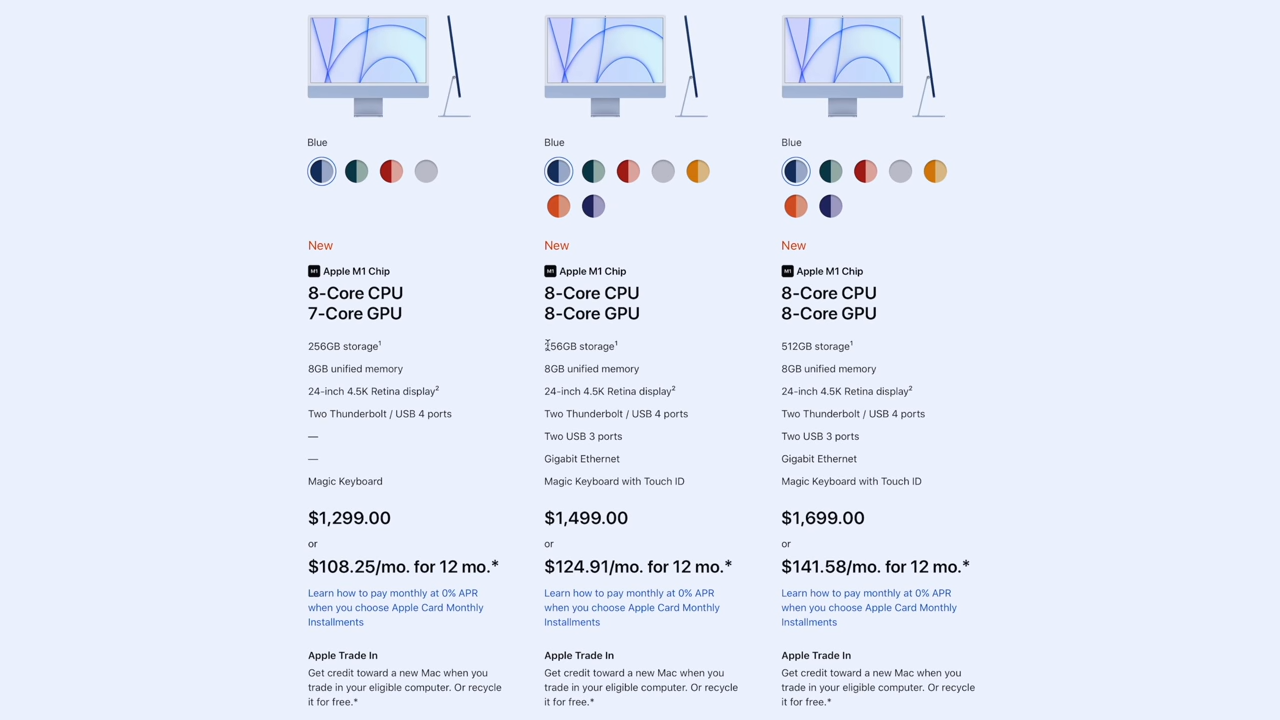 Blue
New
M1 Apple M1 Chip
8-Core CPU
7-Core GPU
256GB storage¹
8GB unified memory
24-inch 4.5K Retina display²
Two Thunderbolt / USB 4 ports
—
—
Magic Keyboard
$1,299.00
or
$108.25/mo. for 12 mo.*
Learn how to pay monthly at 0% APR
when you choose Apple Card Monthly
Installments
Apple Trade In
Get credit toward a new Mac when you
trade in your eligible computer. Or recycle
it for free.*
Blue
New
M1 Apple M1 Chip
8-Core CPU
8-Core GPU
256GB storage¹
8GB unified memory
24-inch 4.5K Retina display²
Two Thunderbolt / USB 4 ports
Two USB 3 ports
Gigabit Ethernet
Magic Keyboard with Touch ID
$1,499.00
or
$124.91/mo. for 12 mo.*
Learn how to pay monthly at 0% APR
when you choose Apple Card Monthly
Installments
Apple Trade In
Get credit toward a new Mac when you
trade in your eligible computer. Or recycle
it for free.*
Blue
New
M1 Apple M1 Chip
8-Core CPU
8-Core GPU
512GB storage¹
8GB unified memory
24-inch 4.5K Retina display²
Two Thunderbolt / USB 4 ports
Two USB 3 ports
Gigabit Ethernet
Magic Keyboard with Touch ID
$1,699.00
or
$141.58/mo. for 12 mo.*
Learn how to pay monthly at 0% APR
when you choose Apple Card Monthly
Installments
Apple Trade In
Get credit toward a new Mac when you
trade in your eligible computer. Or recycle
it for free.*